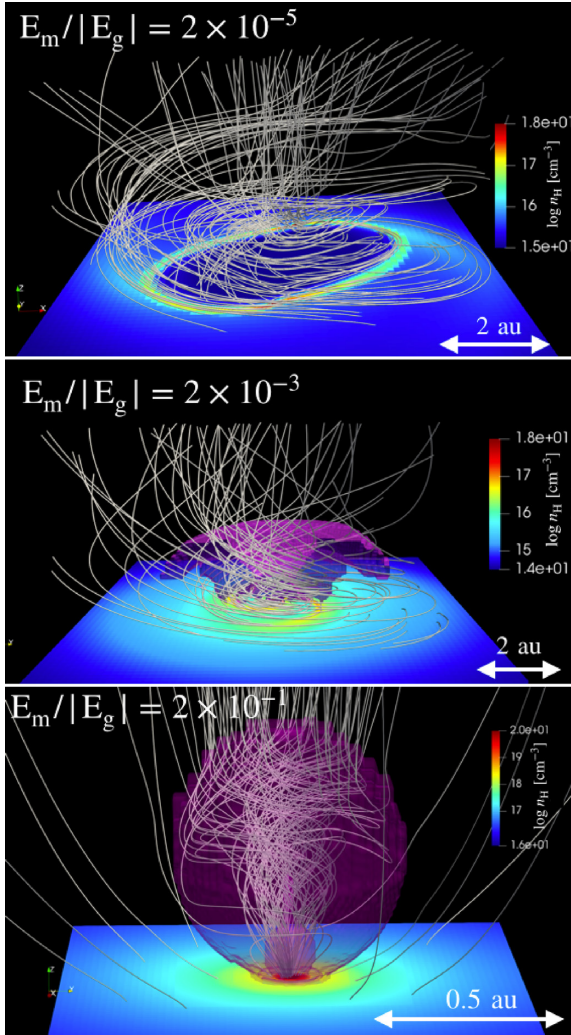 E_m/|E_g| = 2 × 10^-5
1.8e+01
17
16
1.5e+01
log n_H [cm^-3]
z
Y
X
2 au
E_m/|E_g| = 2 × 10^-3
1.8e+01
17
16
15
1.4e+01
log n_H [cm^-3]
2 au
E_m/|E_g| = 2 × 10^-1
2.0e+01
19
18
17
1.6e+01
log n_H [cm^-3]
z
X
0.5 au